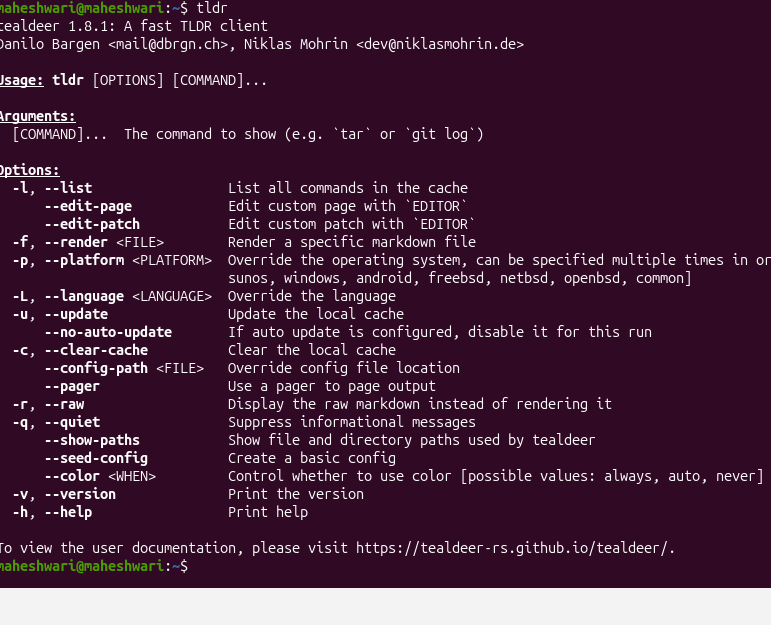 maheshwari@maheshwari:~$ tldr
tealdeer 1.8.1: A fast TLDR client
Danilo Bargen <mail@dbrgn.ch>, Niklas Mohrin <dev@niklasmohrin.de>
Usage: tldr [OPTIONS] [COMMAND]...
Arguments:
[COMMAND]...  The command to show (e.g. `tar` or `git log`)
Options:
-l, --list                 List all commands in the cache
--edit-page            Edit custom page with `EDITOR`
--edit-patch           Edit custom patch with `EDITOR`
-f, --render <FILE>        Render a specific markdown file
-p, --platform <PLATFORM>  Override the operating system, can be specified multiple times in or
sunos, windows, android, freebsd, netbsd, openbsd, common]
-L, --language <LANGUAGE>  Override the language
-u, --update               Update the local cache
--no-auto-update       If auto update is configured, disable it for this run
-c, --clear-cache          Clear the local cache
--config-path <FILE>   Override config file location
--pager                Use a pager to page output
-r, --raw                  Display the raw markdown instead of rendering it
-q, --quiet                Suppress informational messages
--show-paths           Show file and directory paths used by tealdeer
--seed-config          Create a basic config
--color <WHEN>         Control whether to use color [possible values: always, auto, never]
-v, --version              Print the version
-h, --help                 Print help
To view the user documentation, please visit https://tealdeer-rs.github.io/tealdeer/.
maheshwari@maheshwari:~$